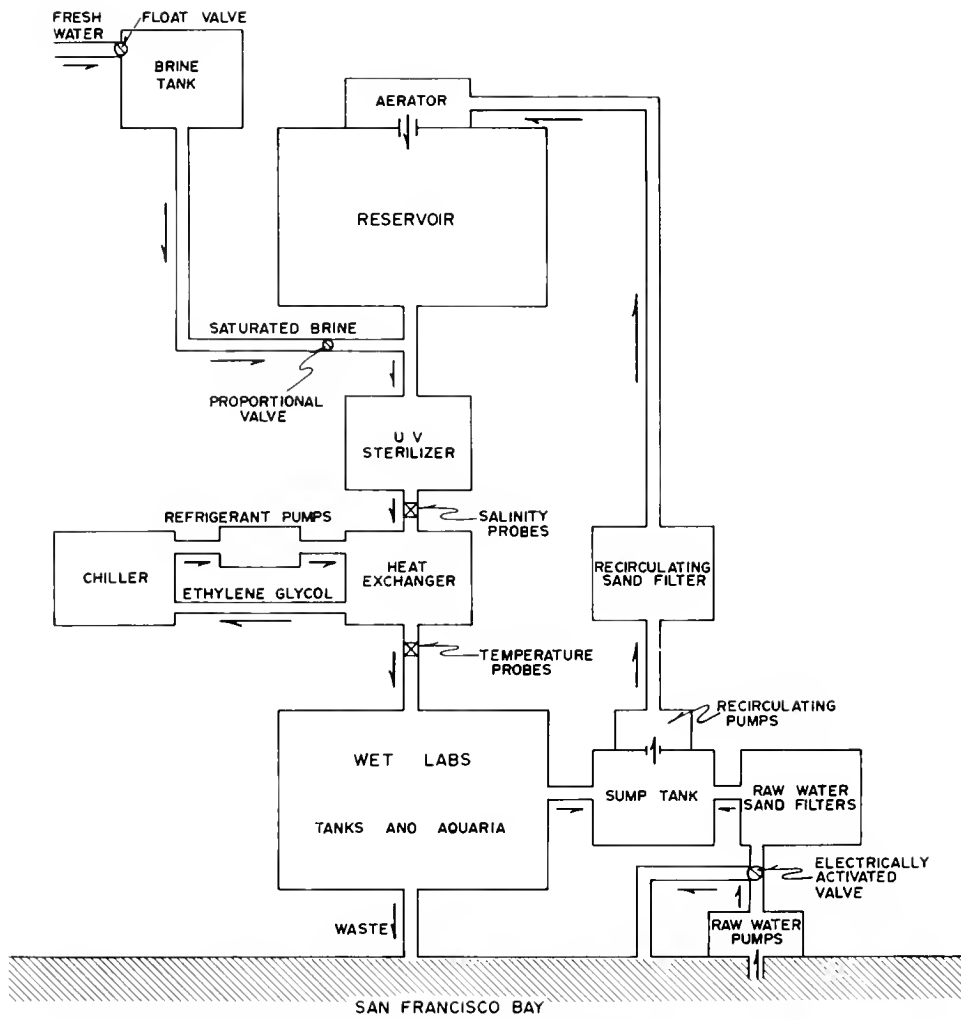 FRESH WATER
FLOAT VALVE
BRINE TANK
AERATOR
RESERVOIR
SATURATED BRINE
PROPORTIONAL VALVE
U V STERILIZER
SALINITY PROBES
REFRIGERANT PUMPS
CHILLER
HEAT EXCHANGER
ETHYLENE GLYCOL
TEMPERATURE PROBES
RECIRCULATING SAND FILTER
RECIRCULATING PUMPS
WET LABS
TANKS AND AQUARIA
SUMP TANK
RAW WATER SAND FILTERS
ELECTRICALLY ACTIVATED VALVE
WASTE
RAW WATER PUMPS
SAN FRANCISCO BAY